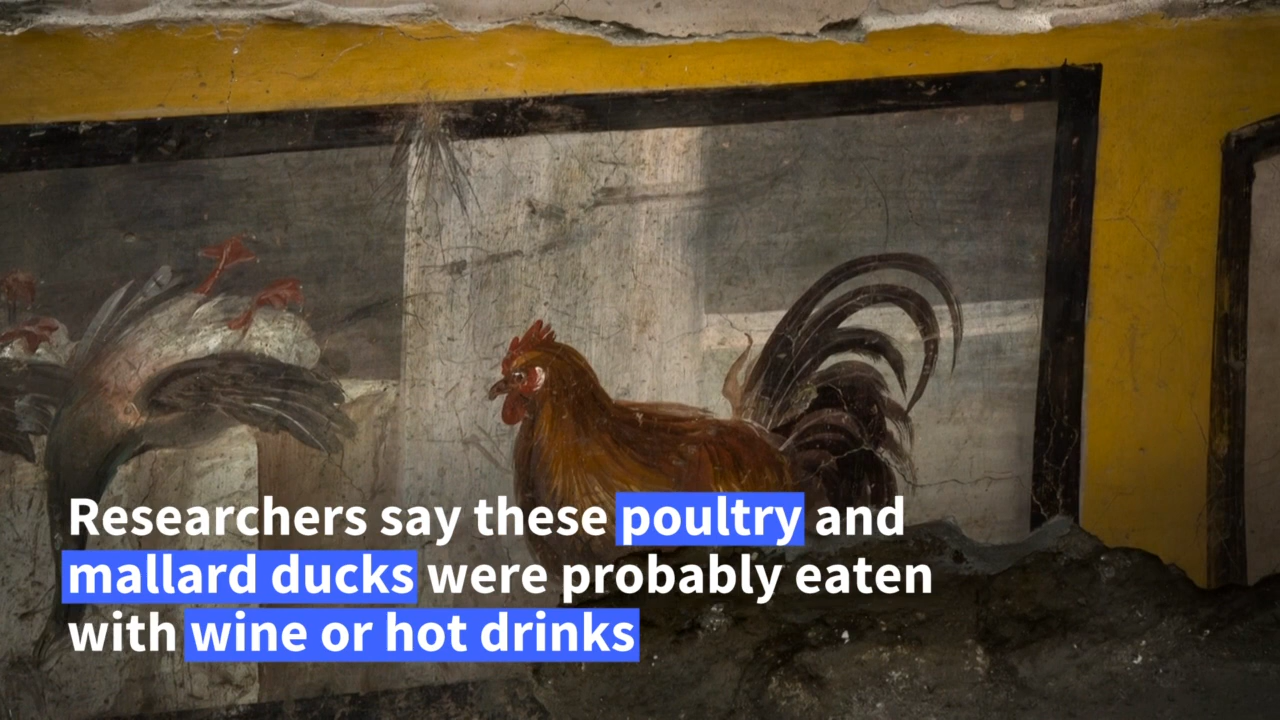 Researchers say these poultry and
mallard ducks were probably eaten
with wine or hot drinks